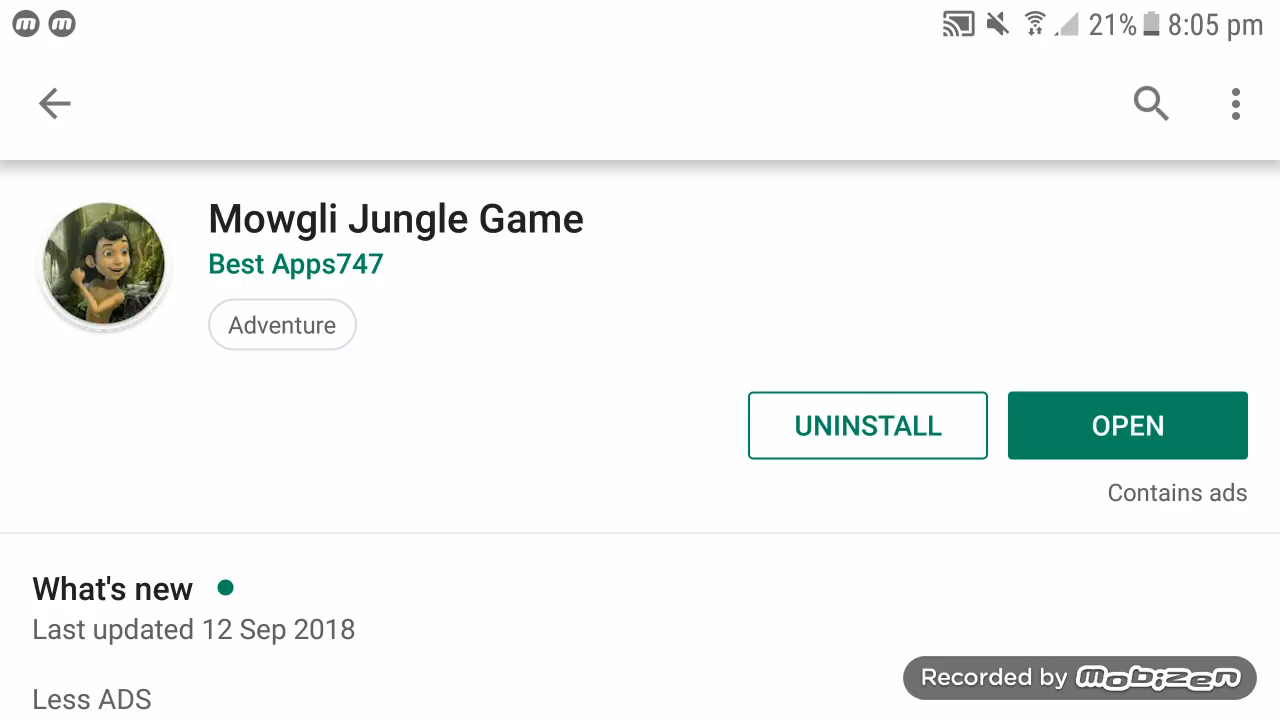 21% 8:05 pm
Mowgli Jungle Game
Best Apps747
Adventure
UNINSTALL
OPEN
Contains ads
What's new
Last updated 12 Sep 2018
Less ADS
Recorded by mobizen